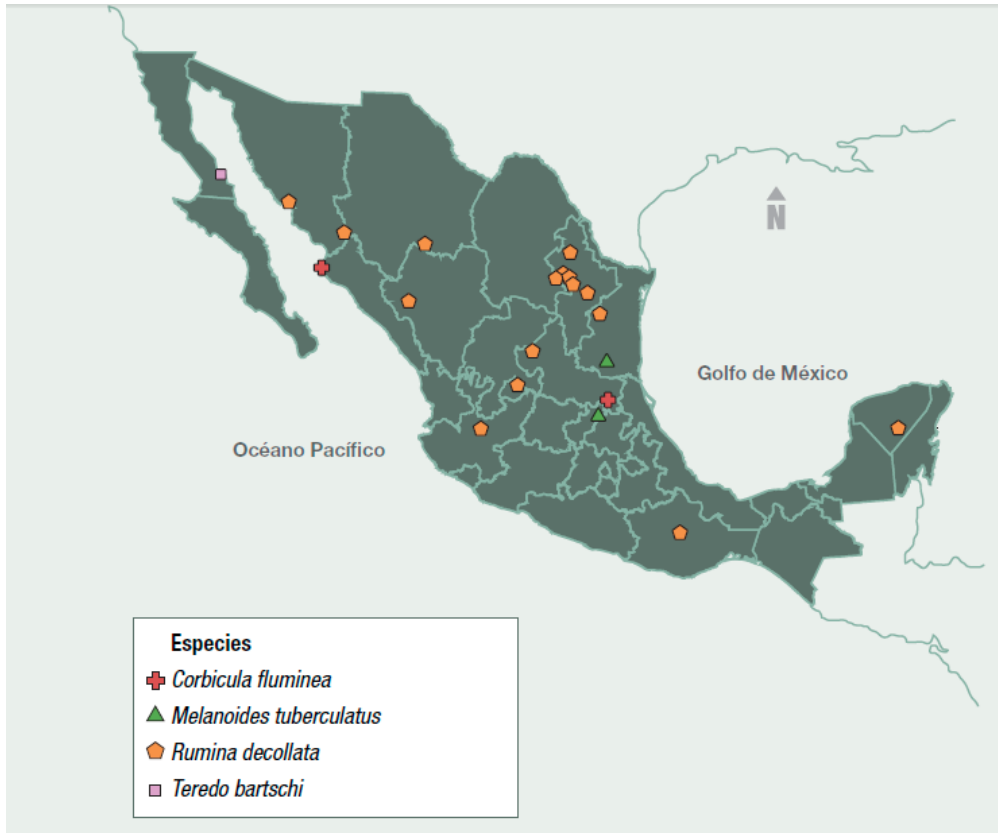 N
Golfo de México
Océano Pacífico
Especies
Corbicula fluminea
Melanoides tuberculatus
Rumina decollata
Teredo bartschi